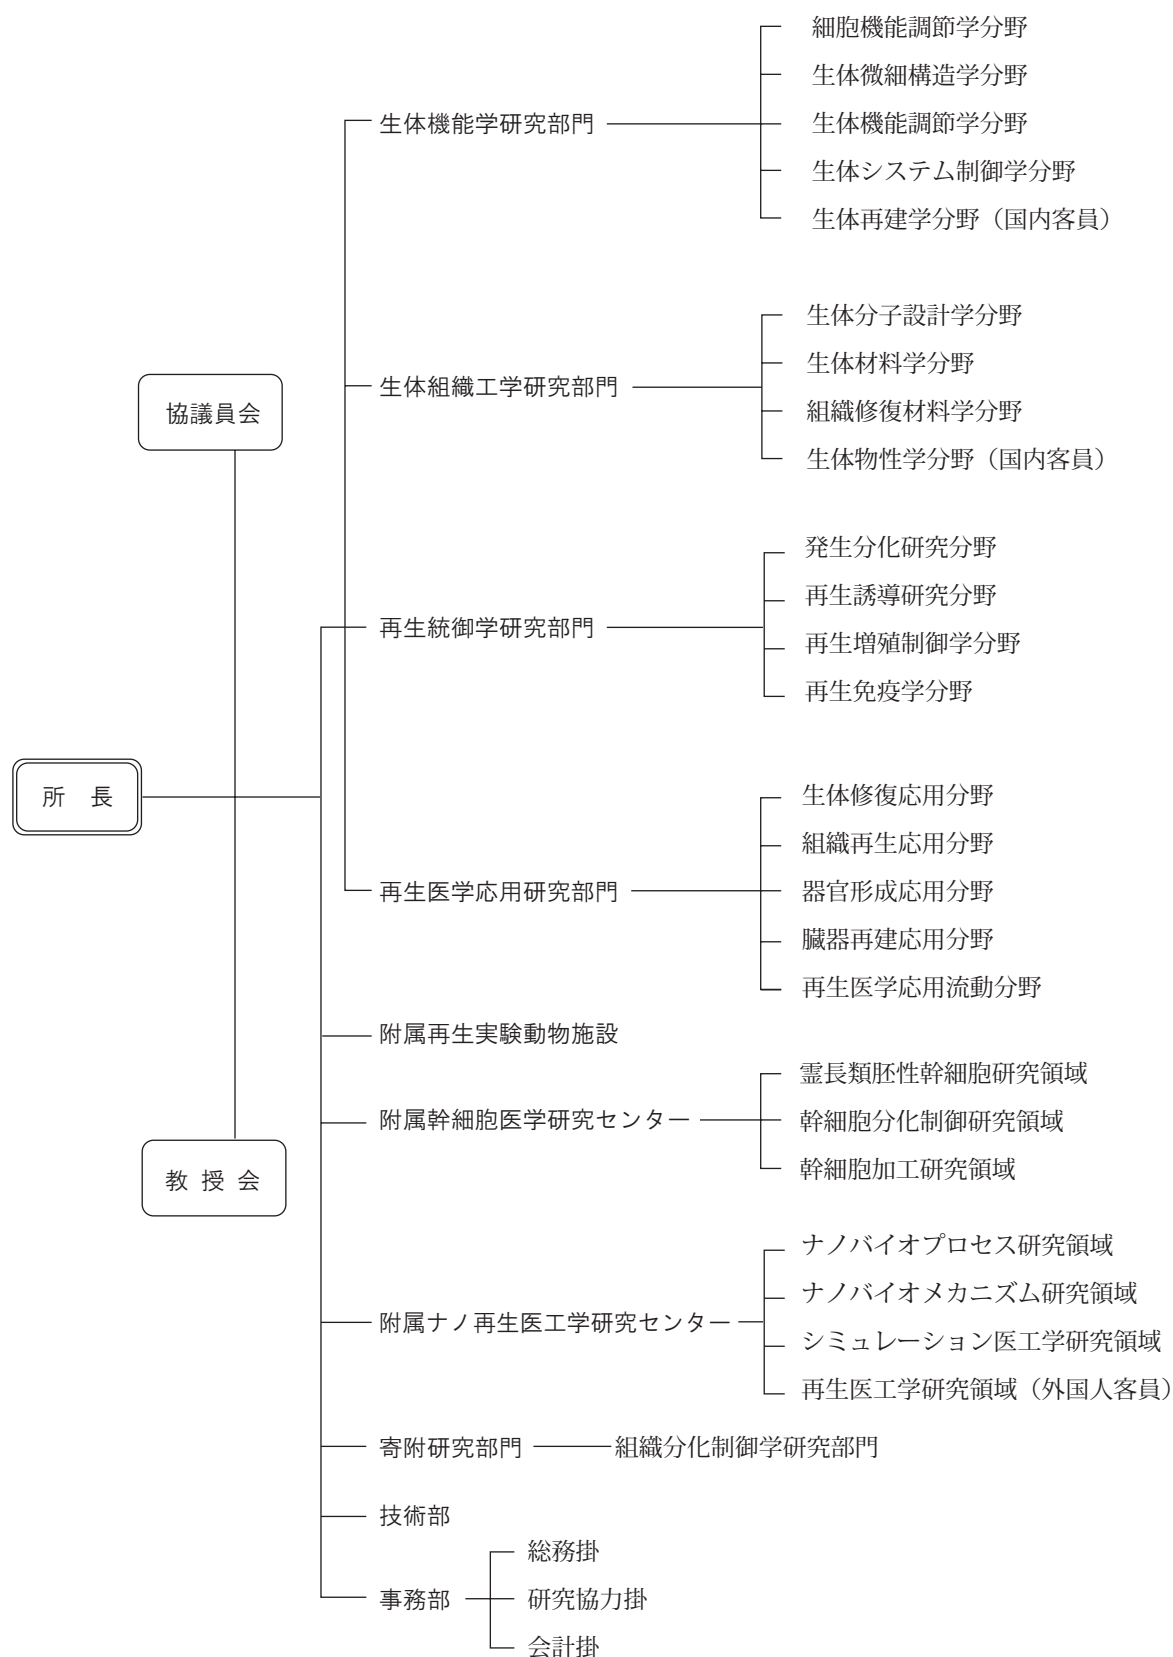 細胞機能調節学分野
生体微細構造学分野
生体機能学研究部門
生体機能調節学分野
生体システム制御学分野
生体再建学分野（国内客員）
生体分子設計学分野
生体材料学分野
生体組織工学研究部門
協議員会
組織修復材料学分野
生体物性学分野（国内客員）
発生分化研究分野
再生誘導研究分野
再生統御学研究部門
再生増殖制御学分野
再生免疫学分野
所　長
生体修復応用分野
組織再生応用分野
再生医学応用研究部門
器官形成応用分野
臓器再建応用分野
再生医学応用流動分野
附属再生実験動物施設
霊長類胚性幹細胞研究領域
附属幹細胞医学研究センター
幹細胞分化制御研究領域
幹細胞加工研究領域
教 授 会
ナノバイオプロセス研究領域
ナノバイオメカニズム研究領域
附属ナノ再生医工学研究センター
シミュレーション医工学研究領域
再生医工学研究領域（外国人客員）
寄附研究部門
組織分化制御学研究部門
技術部
総務掛
事務部
研究協力掛
会計掛